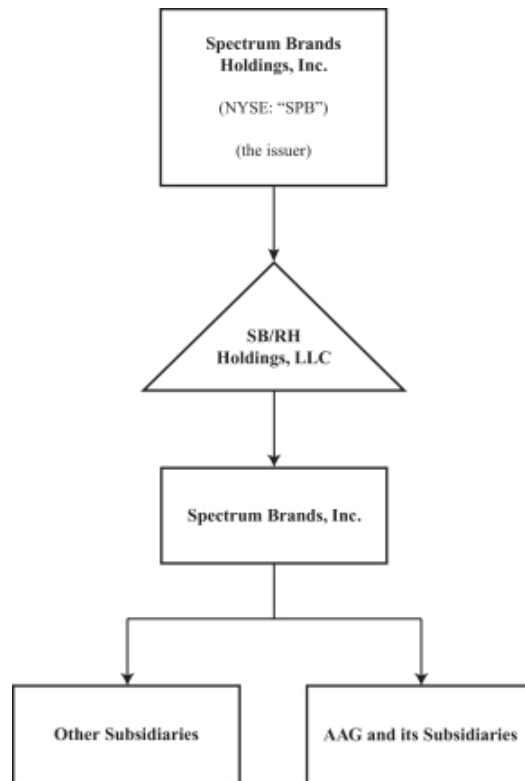 Spectrum Brands
Holdings, Inc.
(NYSE: “SPB”)
(the issuer)
SB/RH
Holdings, LLC
Spectrum Brands, Inc.
Other Subsidiaries
AAG and its Subsidiaries